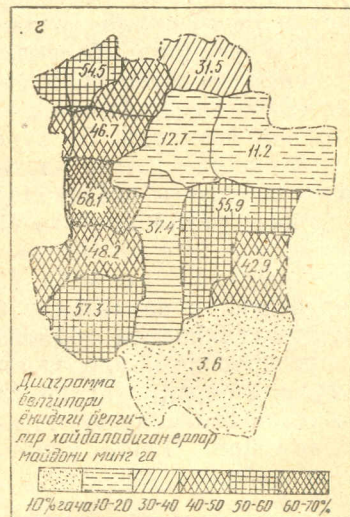 г
54.5
31.5
46.7
12.7
11.2
68.1
55.9
37.4
48.2
42.9
57.3
3.6
Диаграмма
белгилари
ёнидаги белги-
лар хайдаладиган ерлар
майдони минг га
10%гача 10-20 30-40 40-50 50-60 60-70%